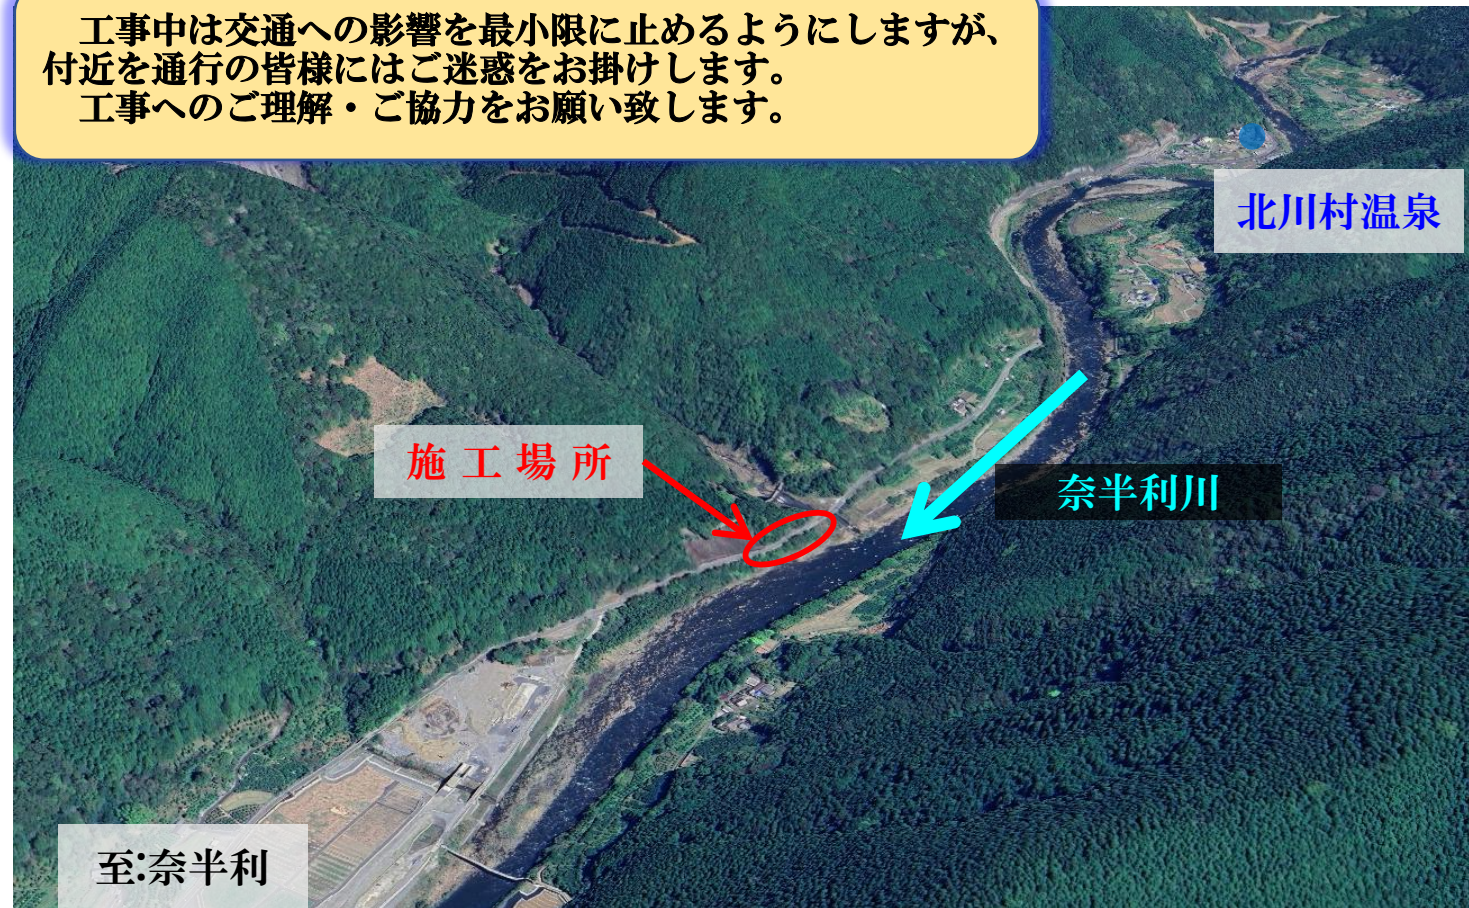 工事中は交通への影響を最小限に止めるようにしますが、
付近を通行の皆様にはご迷惑をお掛けします。
工事へのご理解・ご協力をお願い致します。
北川村温泉
施工場所
奈半利川
至:奈半利